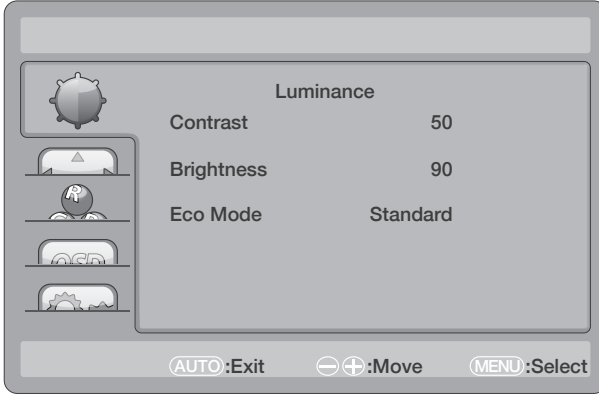 Luminance
Contrast 50
Brightness 90
Eco Mode Standard
R
OSD
AUTO:Exit -+:Move MENU:Select